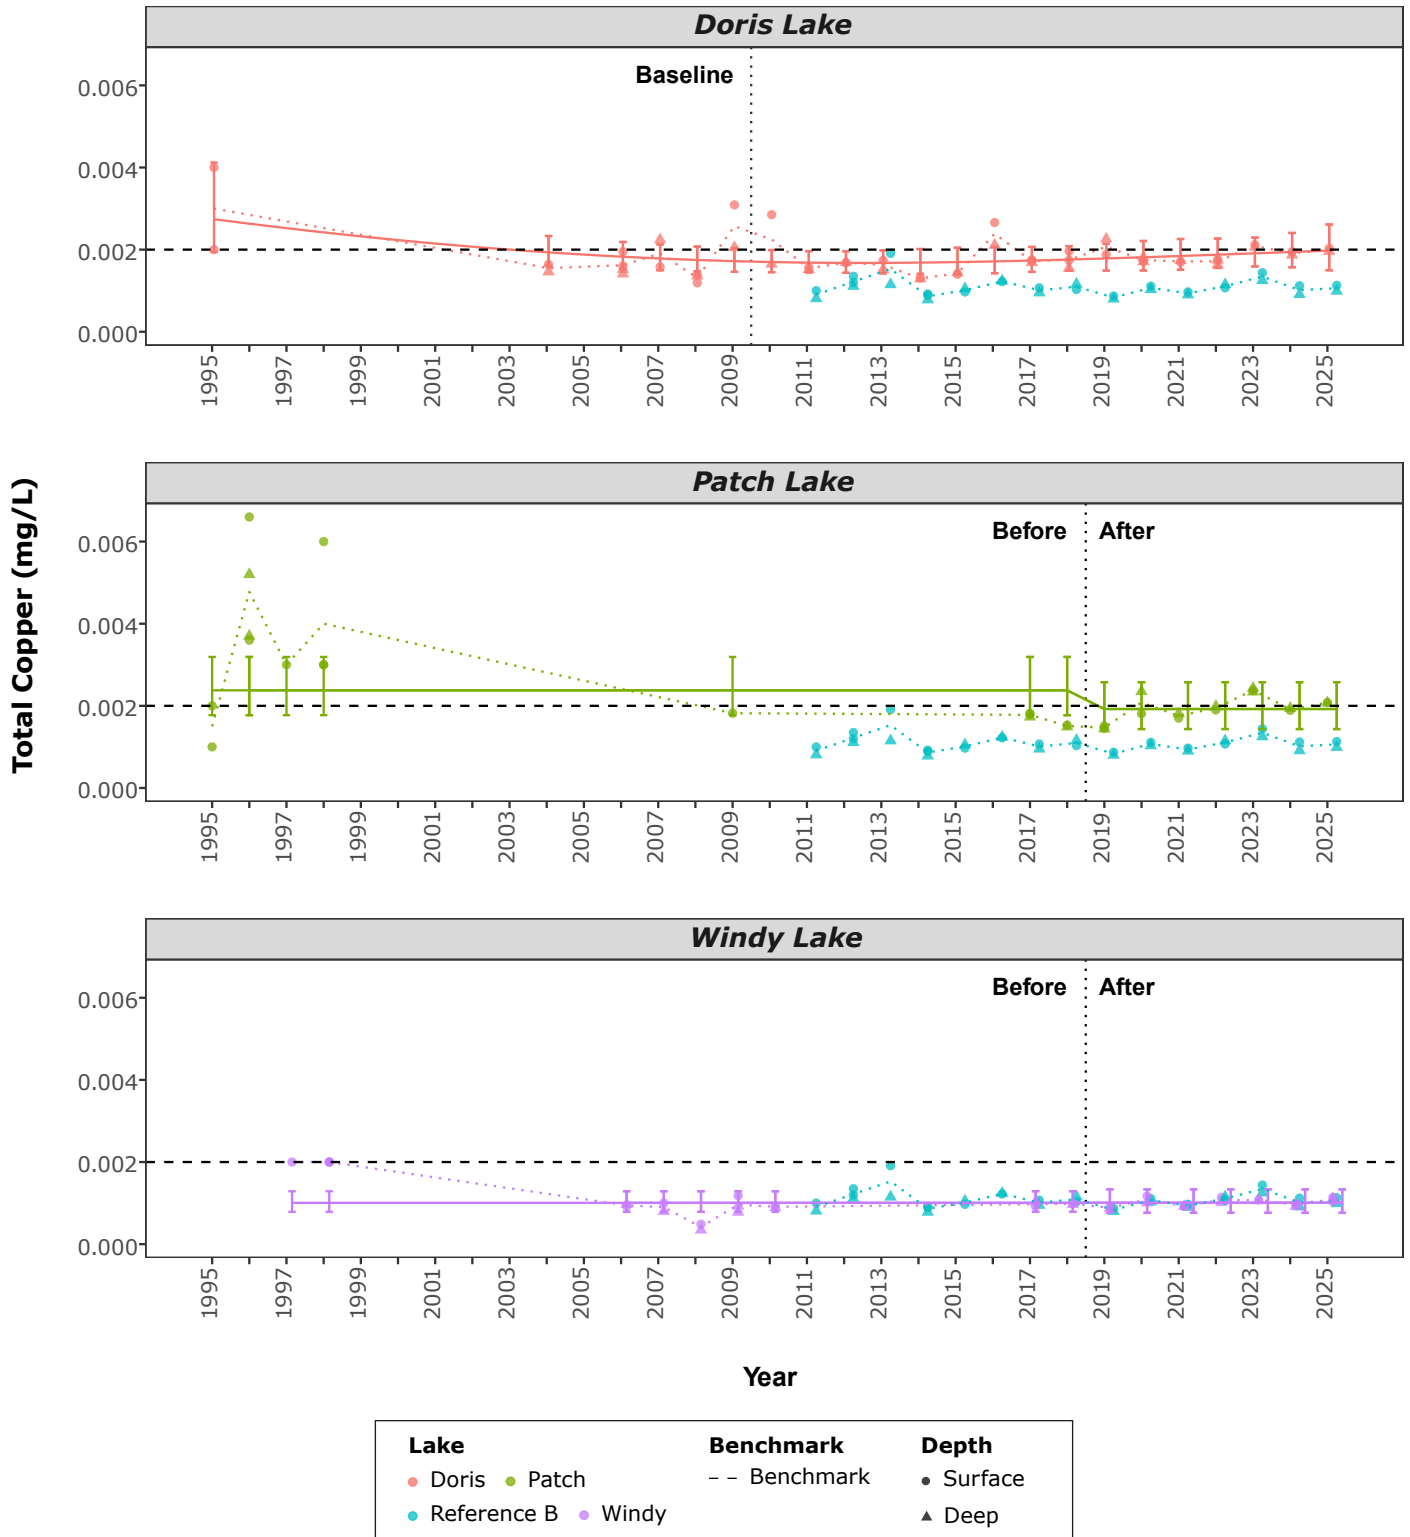 Doris Lake
Baseline
0.006
0.004
0.002
0.000
1995 1997 1999 2001 2003 2005 2007 2009 2011 2013 2015 2017 2019 2021 2023 2025
Total Copper (mg/L)
Patch Lake
Before After
0.006
0.004
0.002
0.000
1995 1997 1999 2001 2003 2005 2007 2009 2011 2013 2015 2017 2019 2021 2023 2025
Windy Lake
Before After
0.006
0.004
0.002
0.000
1995 1997 1999 2001 2003 2005 2007 2009 2011 2013 2015 2017 2019 2021 2023 2025
Year
Lake Benchmark Depth
Doris Patch Benchmark Surface
Reference B Windy Deep